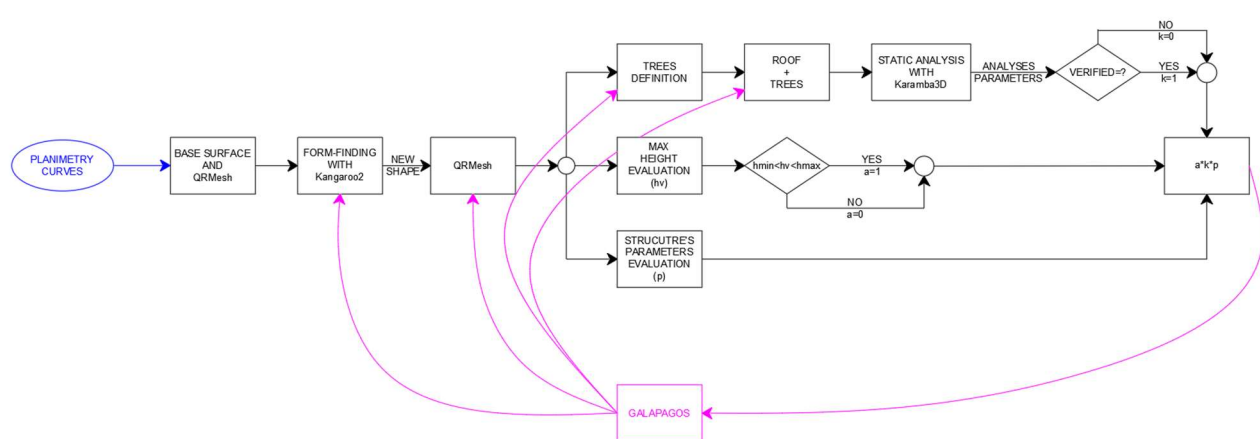 PLANIMETRY
CURVES
BASE SURFACE
AND
QRMesh
FORM-FINDING
WITH
Kangaroo2
NEW
SHAPE
QRMesh
TREES
DEFINITION
ROOF
+
TREES
STATIC ANALYSIS
WITH
Karamba3D
ANALYSES
PARAMETERS
VERIFIED=?
NO
k=0
YES
k=1
MAX
HEIGHT
EVALUATION
(hv)
hmin<hv<hmax
YES
a=1
NO
a=0
STRUCUTRE'S
PARAMETERS
EVALUATION
(p)
a*k*p
GALAPAGOS